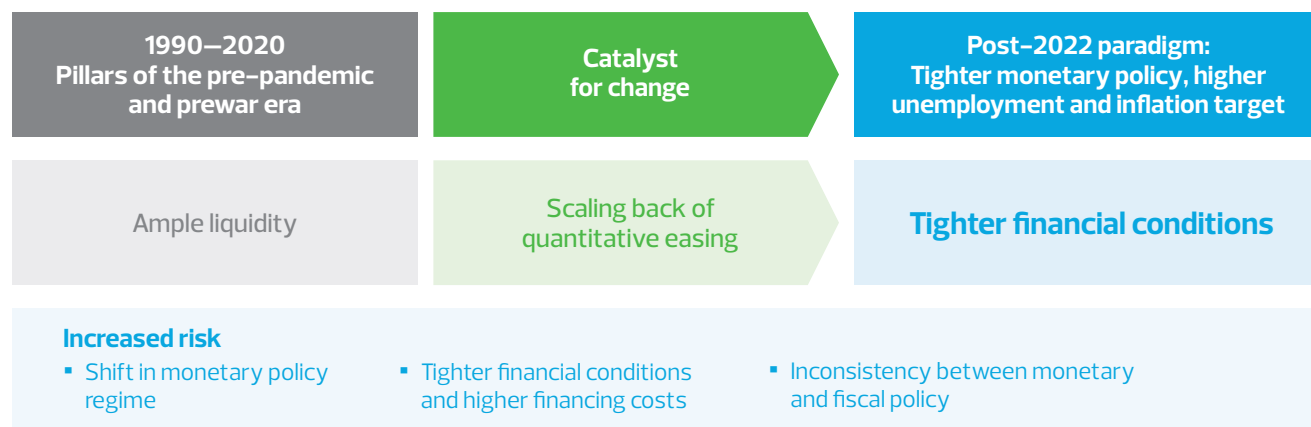 1990—2020
Pillars of the pre-pandemic
and prewar era
Catalyst
for change
Post-2022 paradigm:
Tighter monetary policy, higher
unemployment and inflation target
Ample liquidity
Scaling back of
quantitative easing
Tighter financial conditions
Increased risk
▪ Shift in monetary policy
regime
▪ Tighter financial conditions
and higher financing costs
▪ Inconsistency between monetary
and fiscal policy